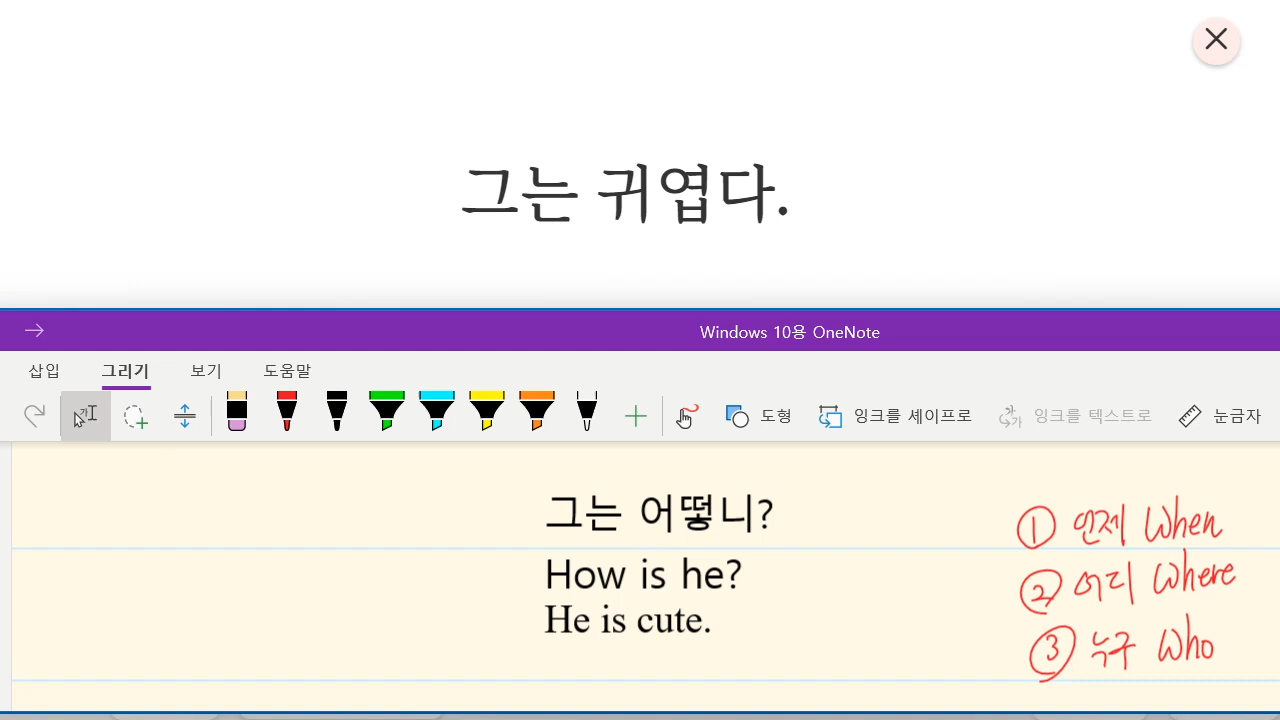 그는 귀엽다.
Windows 10용 OneNote
삽입 그리기 보기 도움말
도형 잉크를 셰이프로 잉크를 텍스트로 눈금자
그는 어떻니?
How is he?
He is cute.
① 언제 When
② 어디 Where
③ 누구 Who